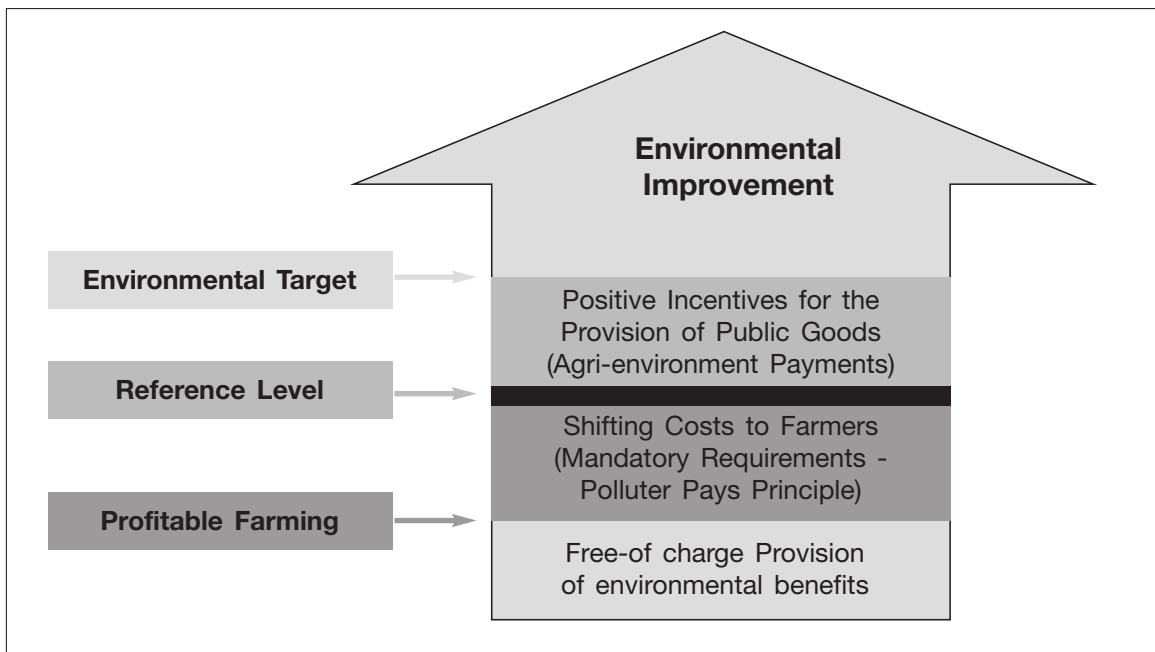 Environmental
Improvement
Environmental Target
Positive Incentives for the
Provision of Public Goods
(Agri-environment Payments)
Reference Level
Shifting Costs to Farmers
(Mandatory Requirements -
Polluter Pays Principle)
Profitable Farming
Free-of charge Provision
of environmental benefits